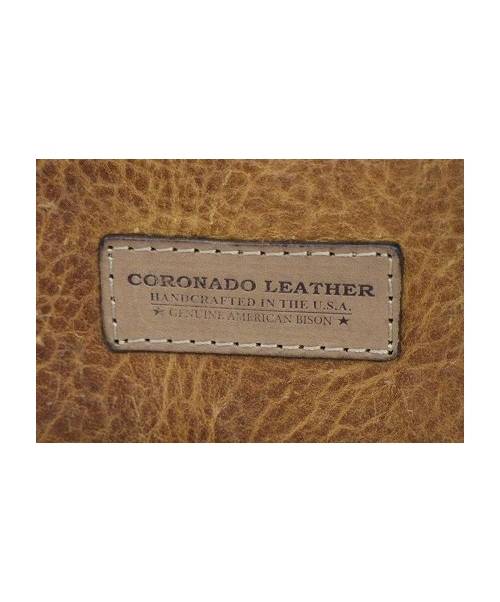 CORONADO LEATHER
HANDCRAFTED IN THE U.S.A.
★ GENUINE AMERICAN BISON ★